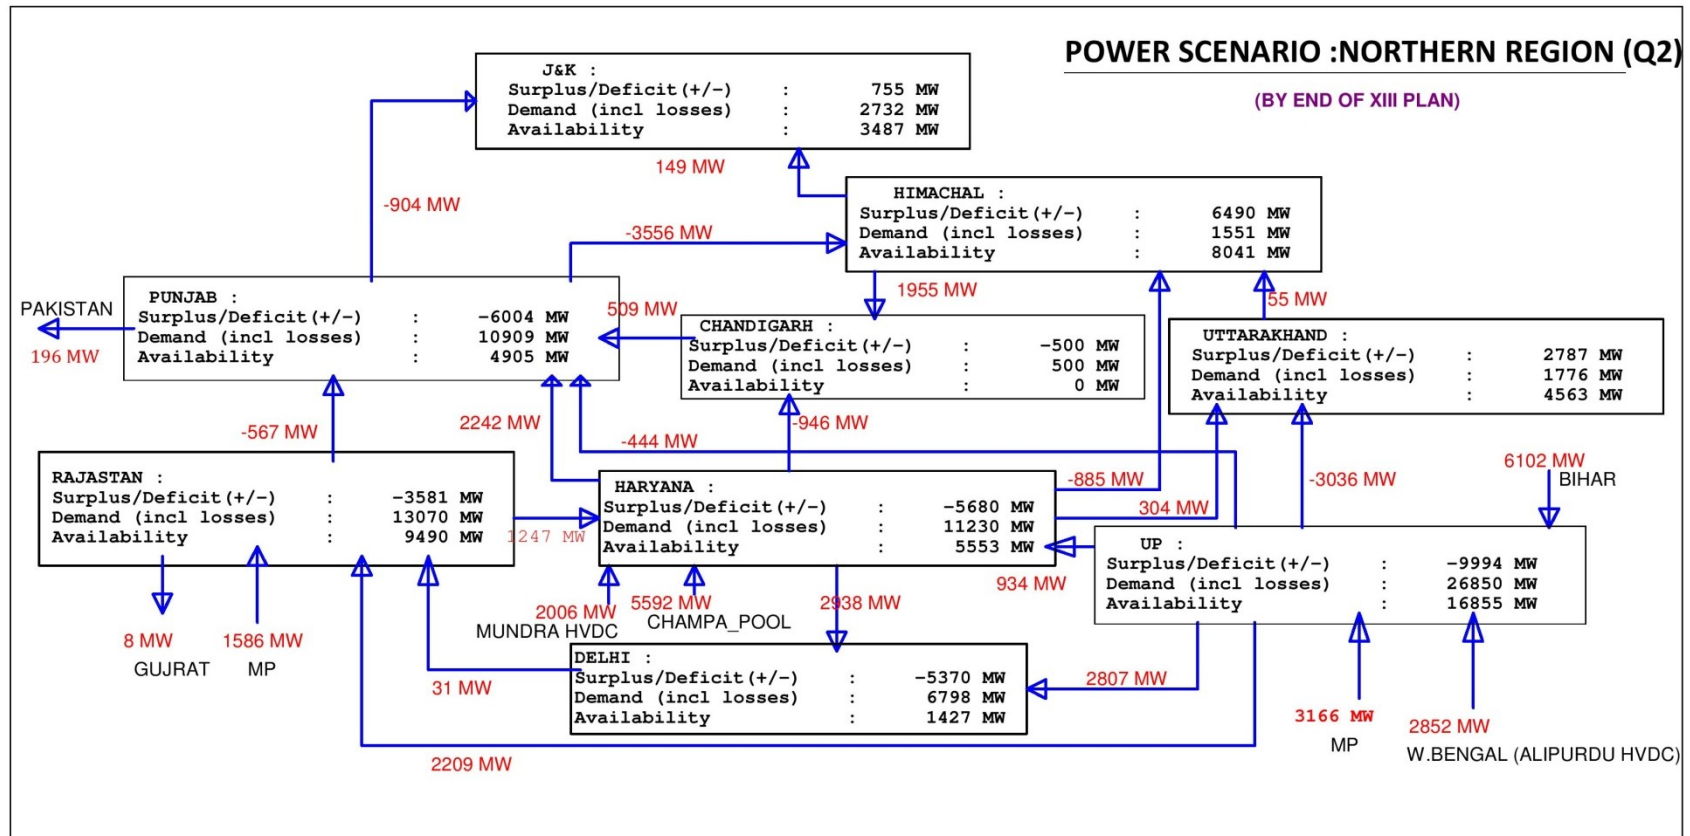 POWER SCENARIO :NORTHERN REGION (Q2)
(BY END OF XIII PLAN)
J&K :
Surplus/Deficit(+/-) : 755 MW
Demand (incl losses) : 2732 MW
Availability : 3487 MW
149 MW
-904 MW
HIMACHAL :
Surplus/Deficit(+/-) : 6490 MW
Demand (incl losses) : 1551 MW
Availability : 8041 MW
-3556 MW
1955 MW
55 MW
PAKISTAN
196 MW
PUNJAB :
Surplus/Deficit(+/-) : -6004 MW
Demand (incl losses) : 10909 MW
Availability : 4905 MW
509 MW
CHANDIGARH :
Surplus/Deficit(+/-) : -500 MW
Demand (incl losses) : 500 MW
Availability : 0 MW
UTTARAKHAND :
Surplus/Deficit(+/-) : 2787 MW
Demand (incl losses) : 1776 MW
Availability : 4563 MW
-567 MW
2242 MW
-946 MW
-444 MW
RAJASTAN :
Surplus/Deficit(+/-) : -3581 MW
Demand (incl losses) : 13070 MW
Availability : 9490 MW
1247 MW
HARYANA :
Surplus/Deficit(+/-) : -5680 MW
Demand (incl losses) : 11230 MW
Availability : 5553 MW
-885 MW
304 MW
-3036 MW
6102 MW
BIHAR
UP :
Surplus/Deficit(+/-) : -9994 MW
Demand (incl losses) : 26850 MW
Availability : 16855 MW
934 MW
8 MW
GUJRAT
1586 MW
MP
2006 MW
MUNDRA HVDC
5592 MW
CHAMPA_POOL
2938 MW
DELHI :
Surplus/Deficit(+/-) : -5370 MW
Demand (incl losses) : 6798 MW
Availability : 1427 MW
31 MW
2807 MW
2209 MW
3166 MW
MP
2852 MW
W.BENGAL (ALIPURDU HVDC)